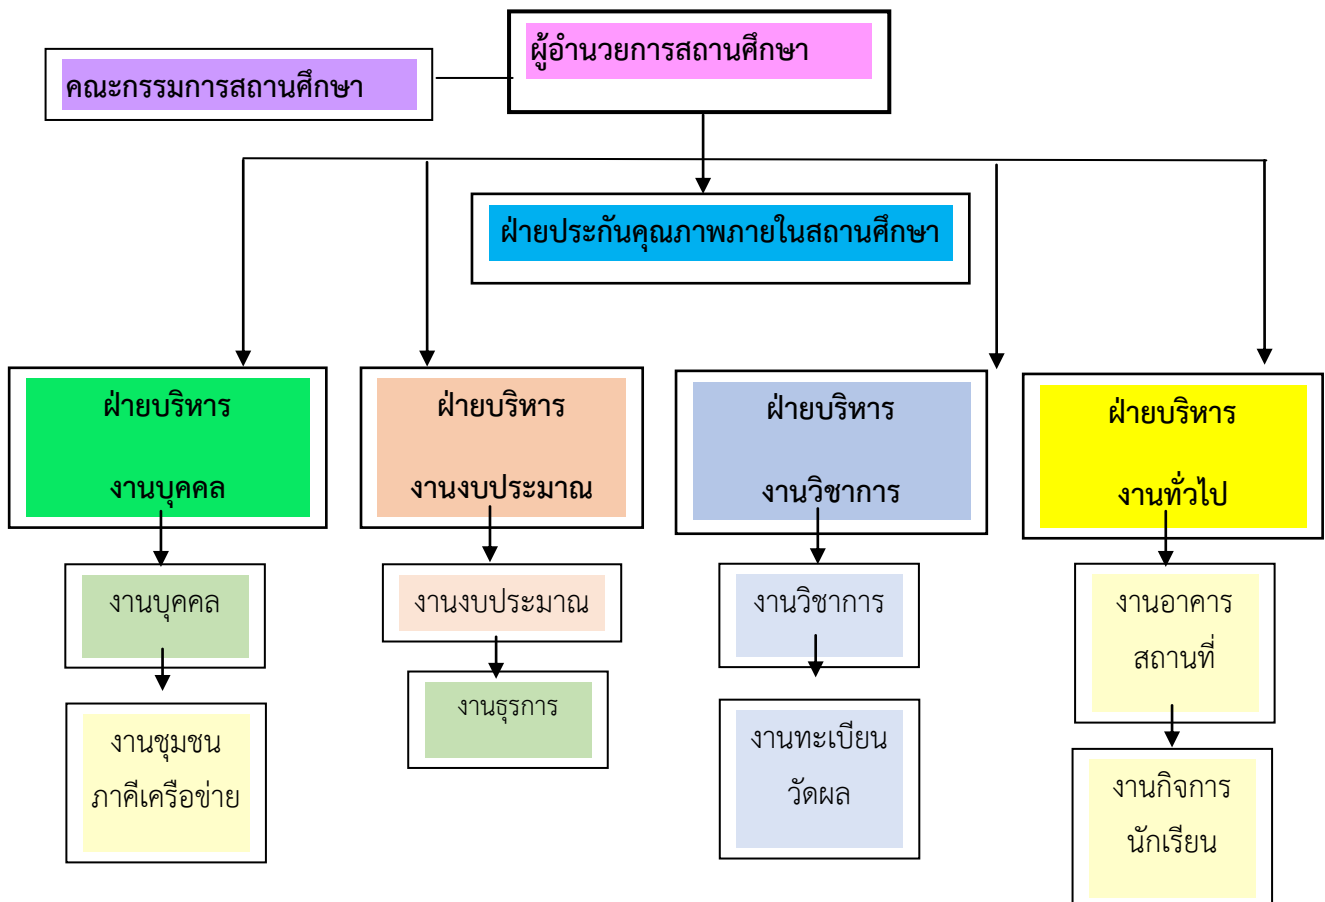 ผู้อำนวยการสถานศึกษา
คณะกรรมการสถานศึกษา
ฝ่ายประกันคุณภาพภายในสถานศึกษา
ฝ่ายบริหาร
งานบุคคล
ฝ่ายบริหาร
งานงบประมาณ
ฝ่ายบริหาร
งานวิชาการ
ฝ่ายบริหาร
งานทั่วไป
งานบุคคล
งานงบประมาณ
งานวิชาการ
งานอาคาร
สถานที่
งานชุมชน
ภาคีเครือข่าย
งานธุรการ
งานทะเบียน
วัดผล
งานกิจการ
นักเรียน